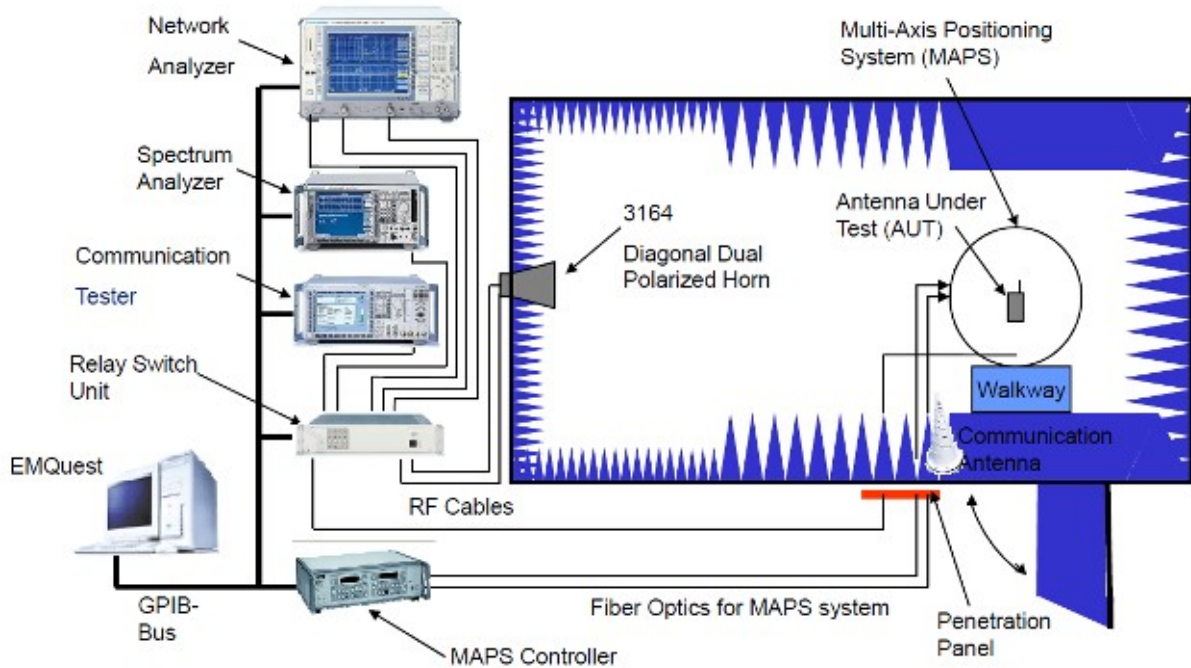 Network
Analyzer
Spectrum
Analyzer
Communication
Tester
Relay Switch
Unit
EMQuest
GPIB-
Bus
MAPS Controller
RF Cables
Fiber Optics for MAPS system
3164
Diagonal Dual
Polarized Horn
Multi-Axis Positioning
System (MAPS)
Antenna Under
Test (AUT)
Walkway
Communication
Antenna
Penetration
Panel